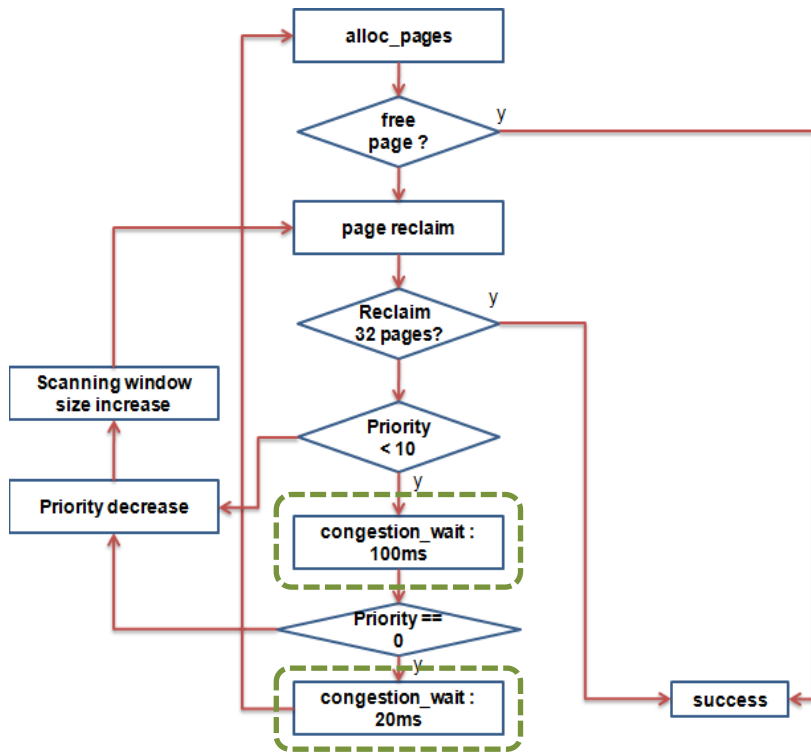 alloc_pages
y
free
page ?
page reclaim
y
Reclaim
32 pages?
Scanning window
size increase
Priority
< 10
y
Priority decrease
congestion_wait :
100ms
Priority ==
0
y
congestion_wait :
20ms
success